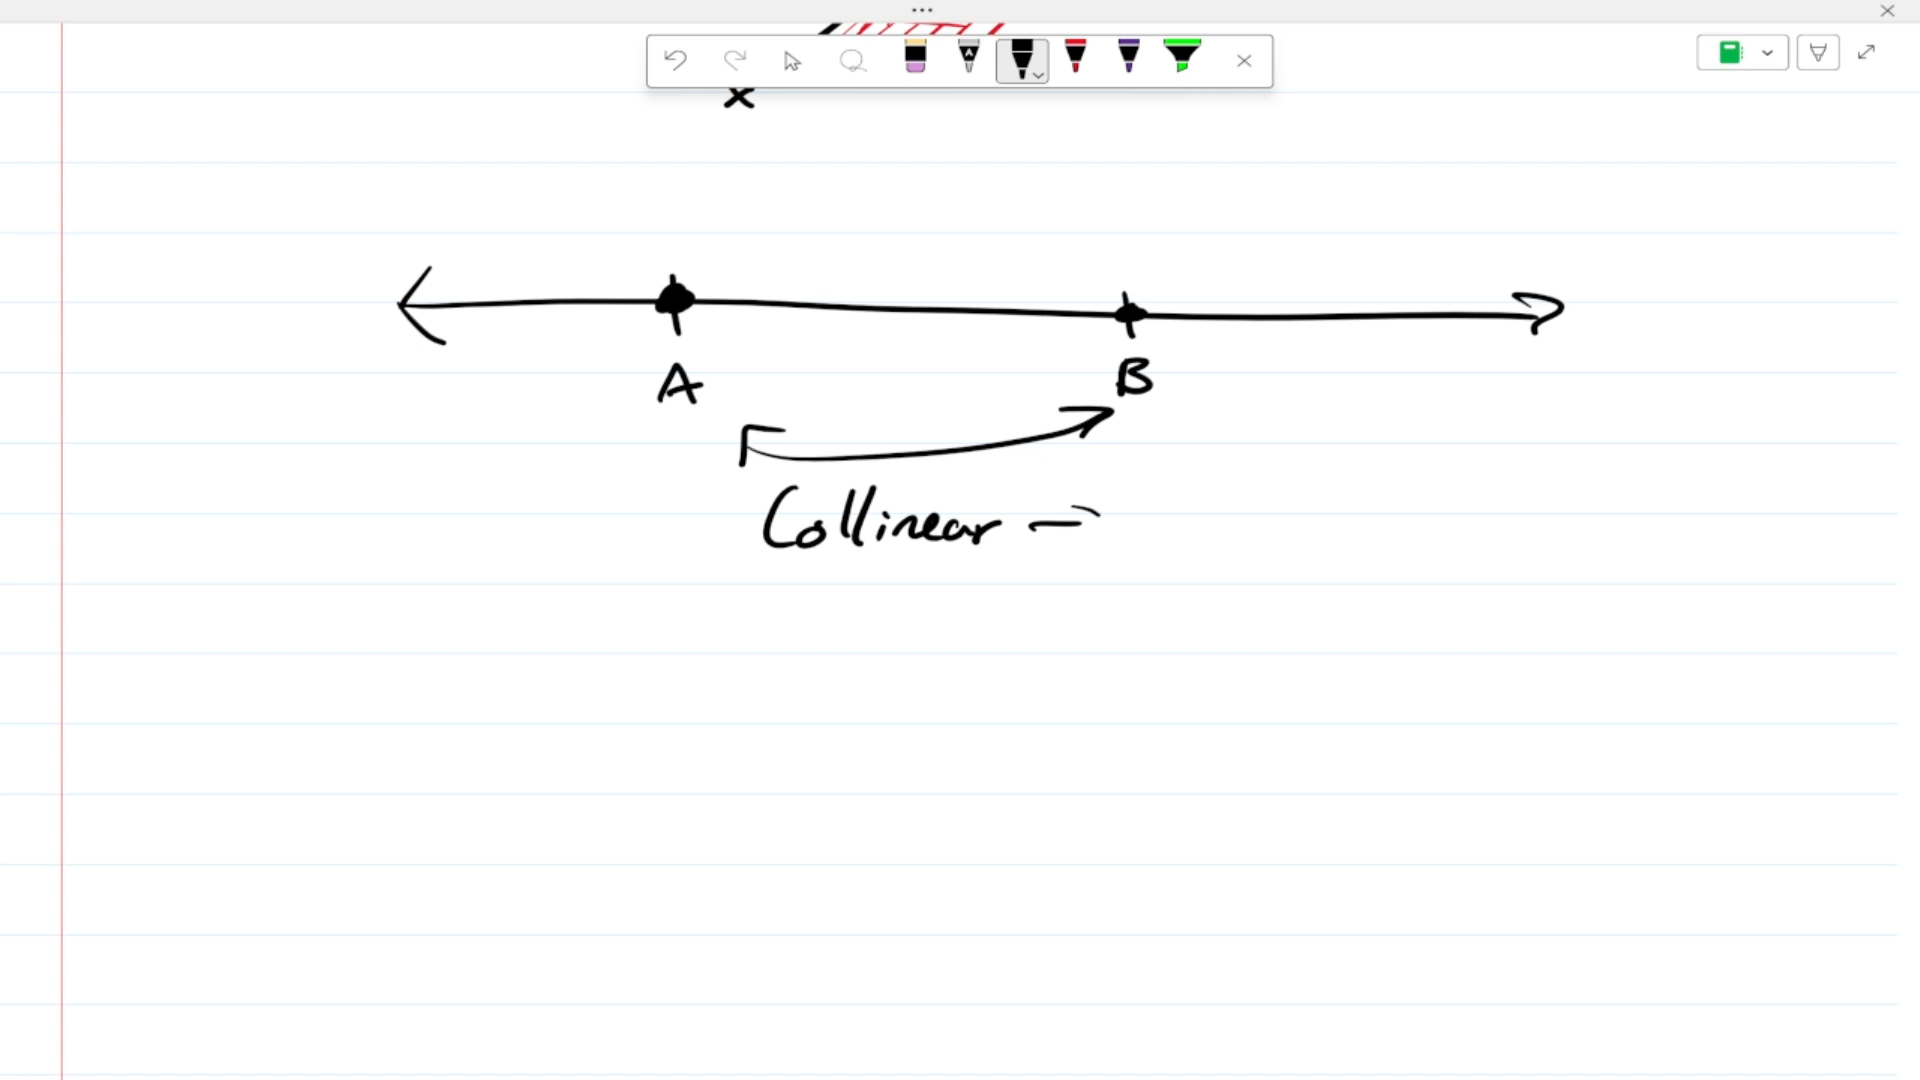 x
A B
Collinear →